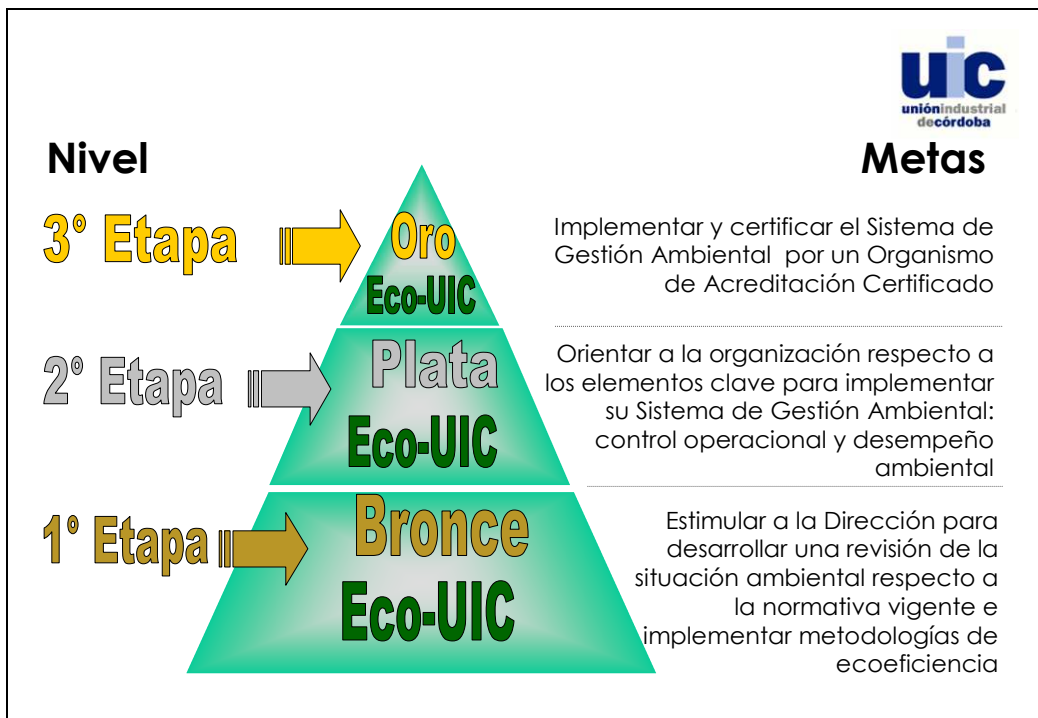 uic
uniónindustrial
decórdoba
Nivel
Metas
3° Etapa
Oro
Eco-UIC
Implementar y certificar el Sistema de
Gestión Ambiental por un Organismo
de Acreditación Certificado
2° Etapa
Plata
Eco-UIC
Orientar a la organización respecto a
los elementos clave para implementar
su Sistema de Gestión Ambiental:
control operacional y desempeño
ambiental
1° Etapa
Bronce
Eco-UIC
Estimular a la Dirección para
desarrollar una revisión de la
situación ambiental respecto a
la normativa vigente e
implementar metodologías de
ecoeficiencia